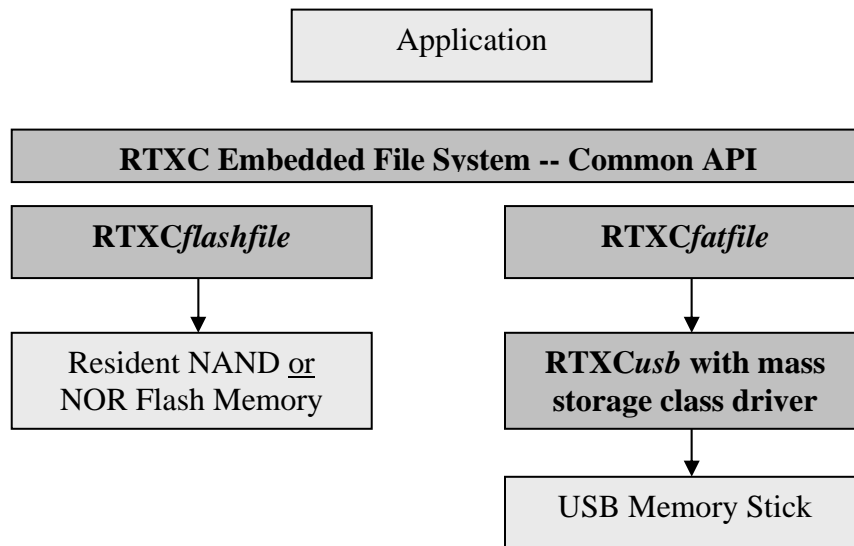 Application
RTXC Embedded File System -- Common API
RTXCflashfile
RTXCfatfile
Resident NAND or
NOR Flash Memory
RTXCusb with mass
storage class driver
USB Memory Stick